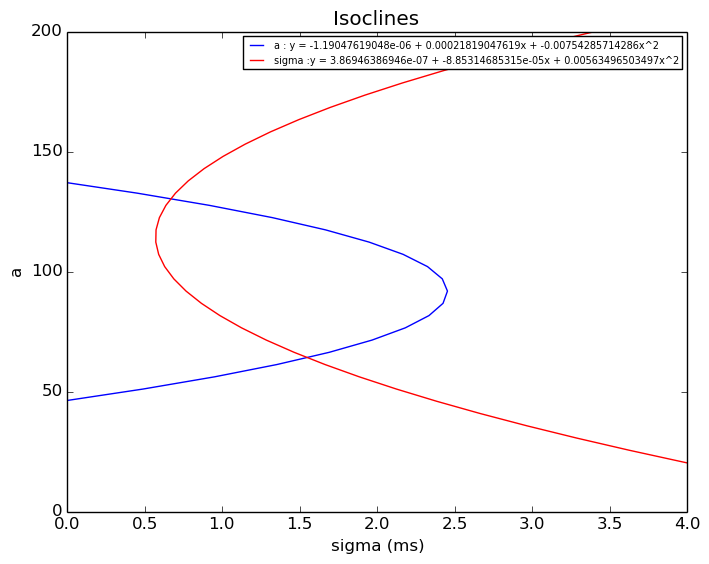 Isoclines
200
a : y = -1.19047619048e-06 + 0.00021819047619x + -0.00754285714286x^2
sigma :y = 3.86946386946e-07 + -8.85314685315e-05x + 0.00563496503497x^2
150
a
100
50
0
0.0 0.5 1.0 1.5 2.0 2.5 3.0 3.5 4.0
sigma (ms)